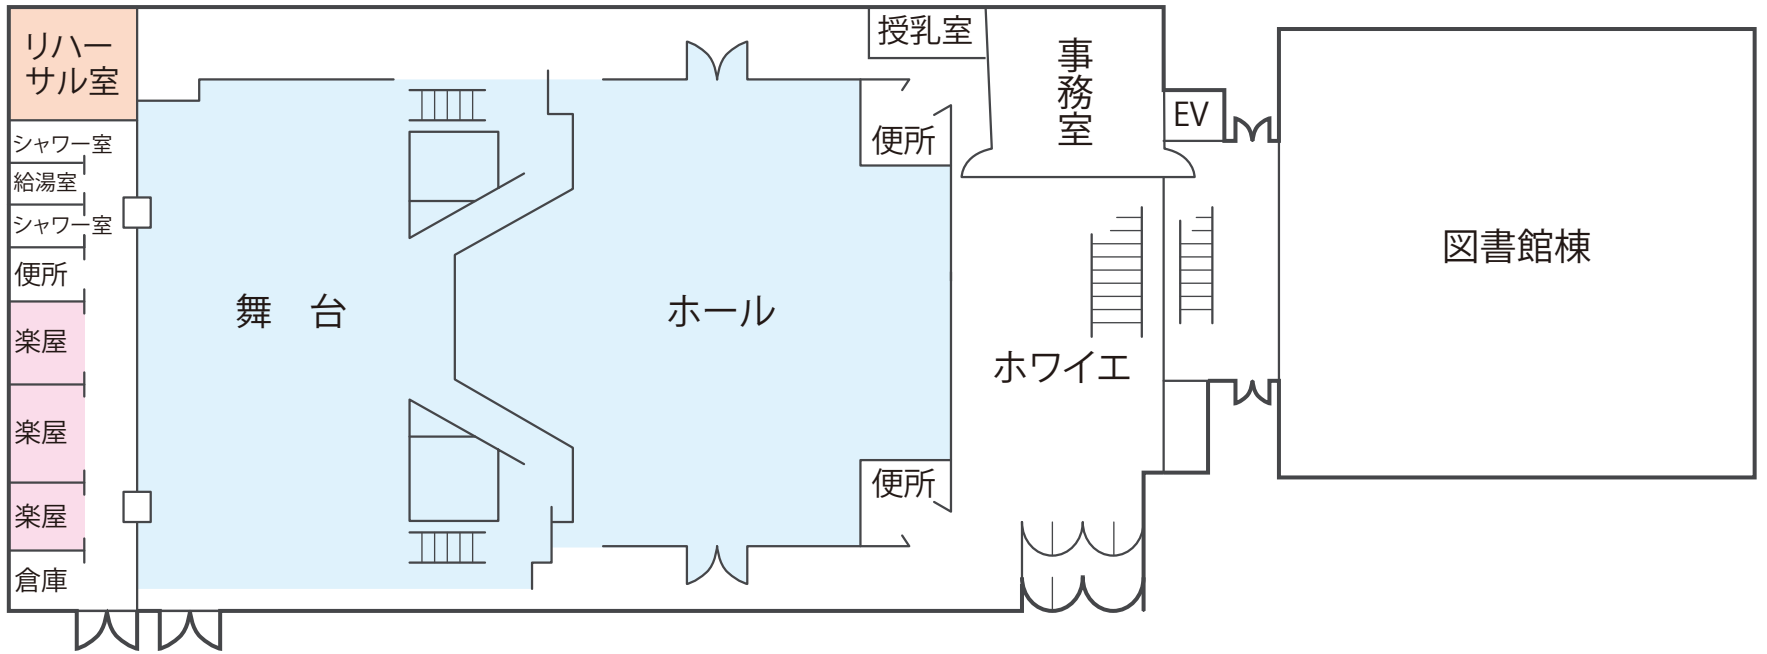 リハー
サル室
シャワー室
給湯室
シャワー室
便所
楽屋
楽屋
楽屋
倉庫
舞 台
ホール
授乳室
便所
便所
事務室
EV
ホワイエ
図書館棟